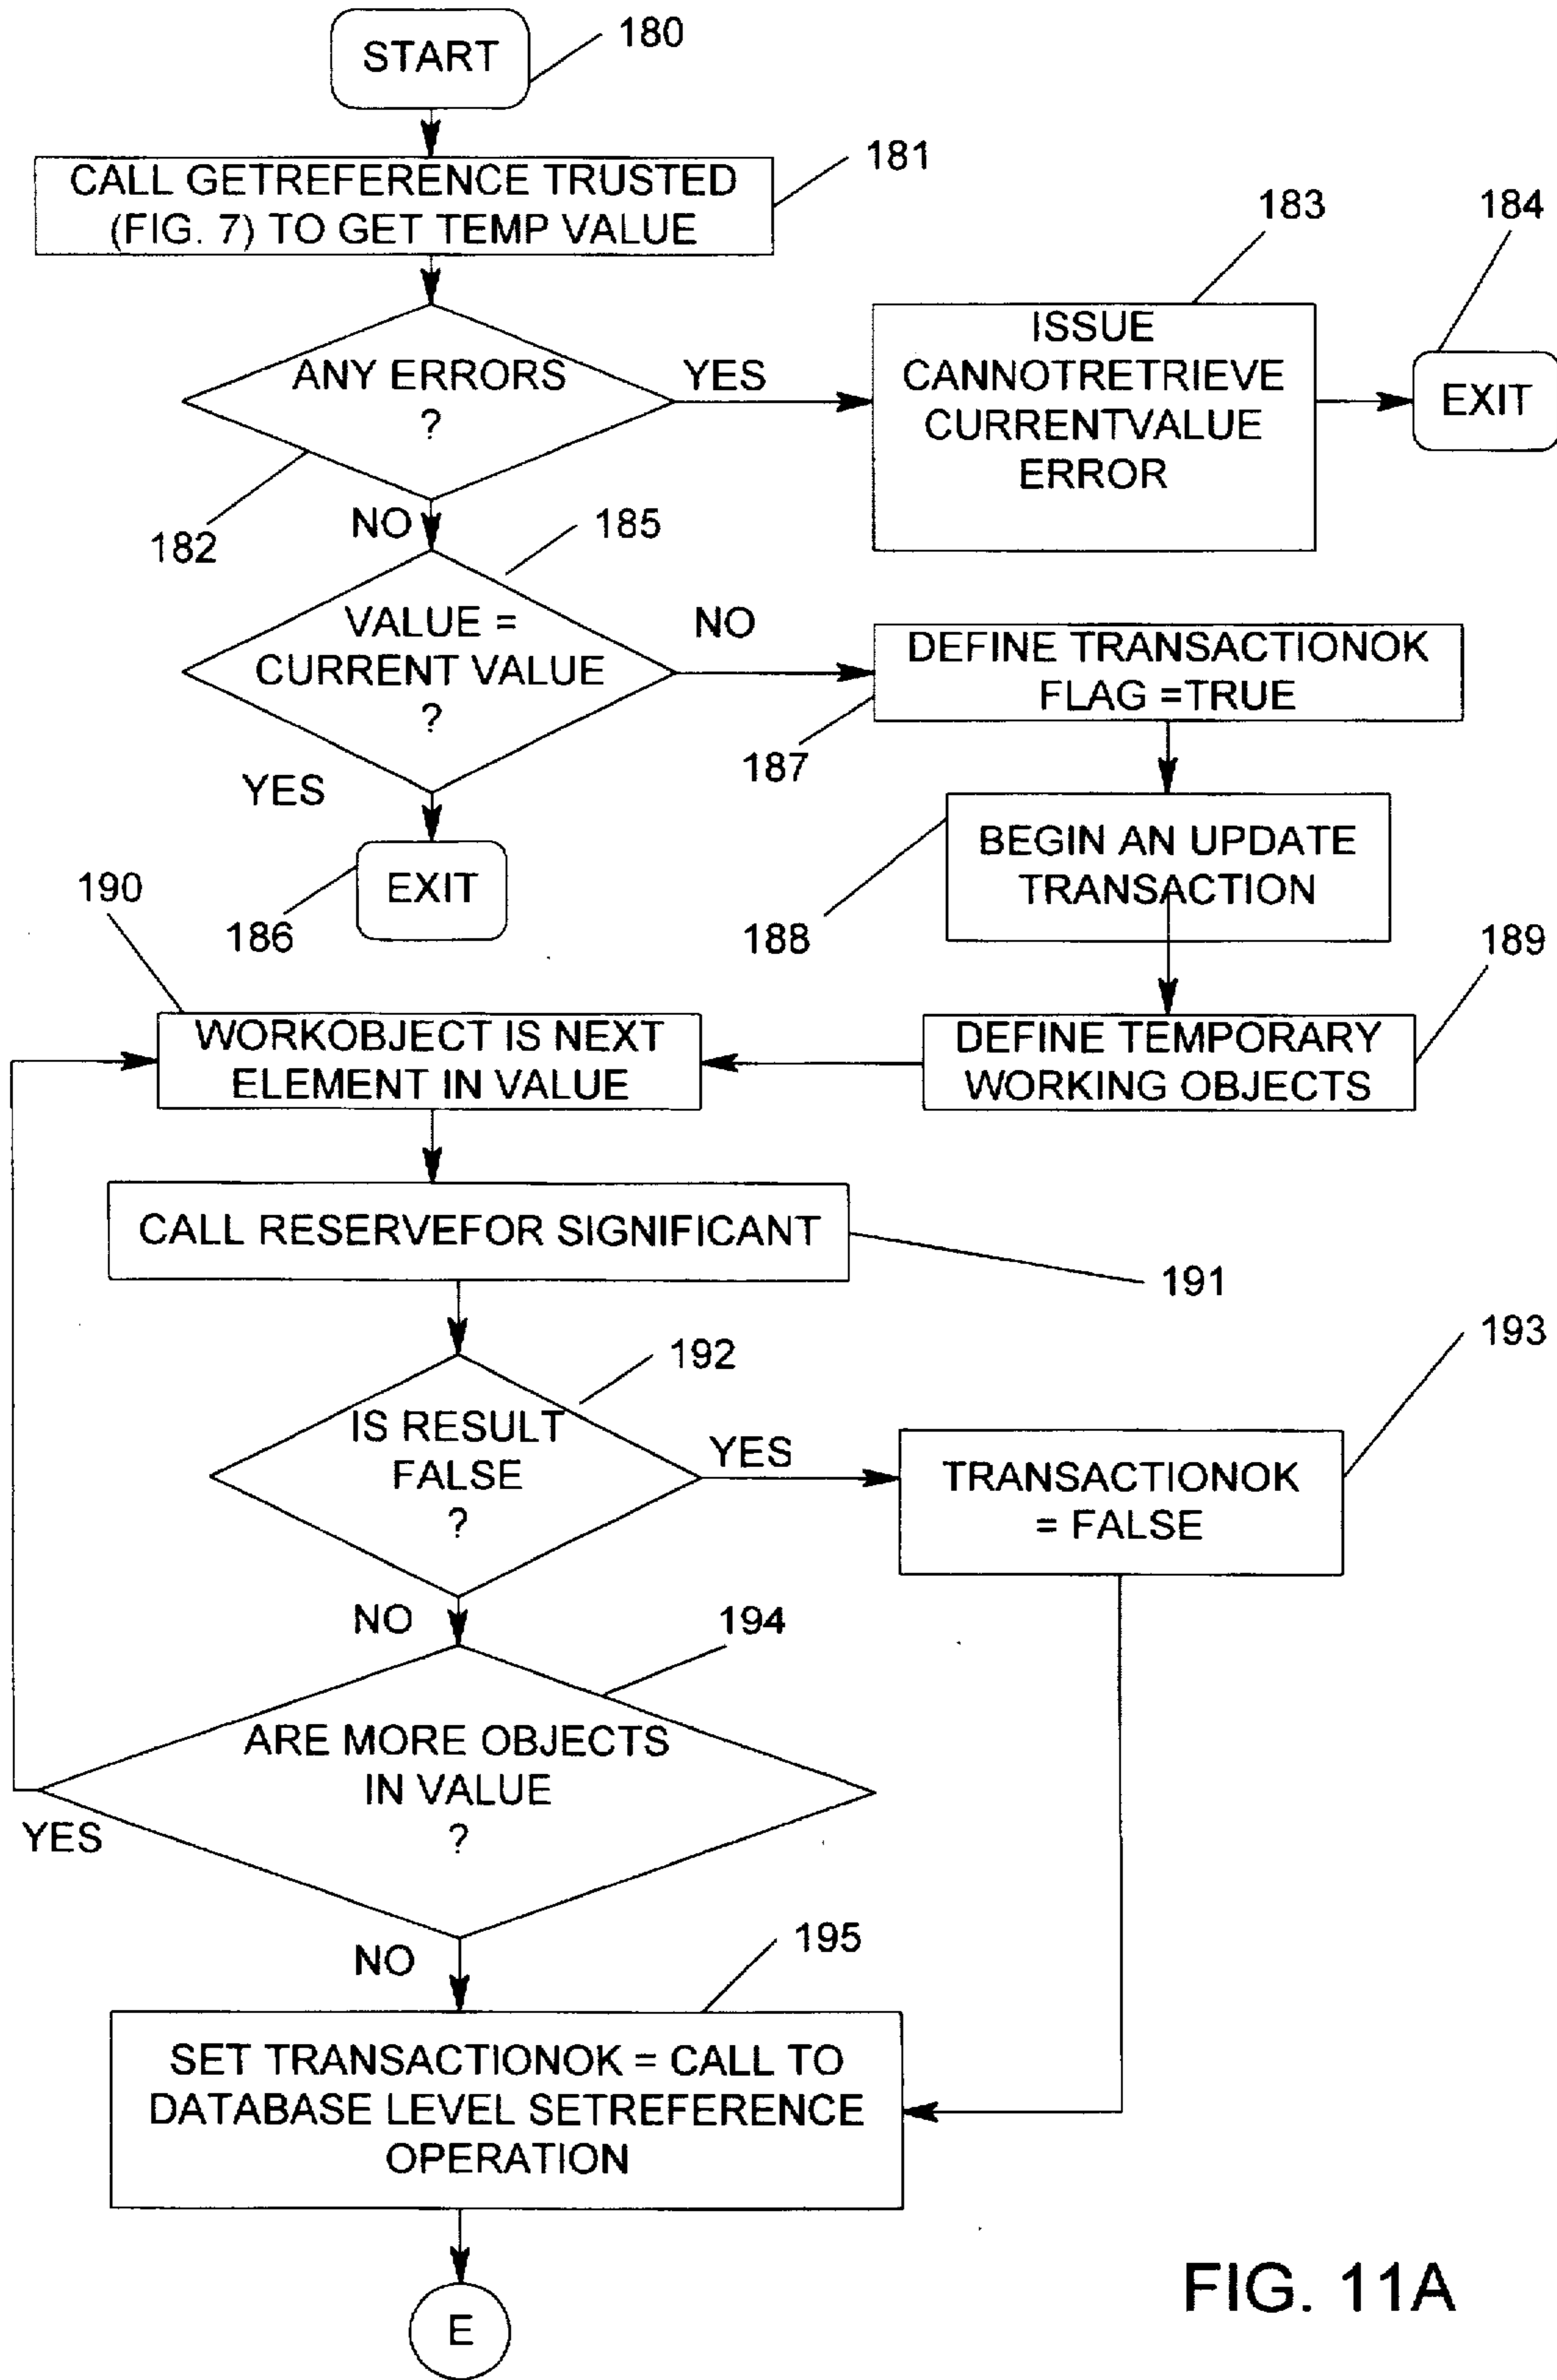 START
180
CALL GETREFERENCE TRUSTED
(FIG. 7) TO GET TEMP VALUE
181
ANY ERRORS
?
YES
182
NO
183
ISSUE
CANNOTRETRIEVE
CURRENTVALUE
ERROR
184
EXIT
185
VALUE =
CURRENT VALUE
?
NO
YES
EXIT
186
DEFINE TRANSACTIONOK
FLAG =TRUE
187
BEGIN AN UPDATE
TRANSACTION
188
DEFINE TEMPORARY
WORKING OBJECTS
189
190
WORKOBJECT IS NEXT
ELEMENT IN VALUE
CALL RESERVEFOR SIGNIFICANT
191
192
IS RESULT
FALSE
?
YES
NO
193
TRANSACTIONOK
= FALSE
194
ARE MORE OBJECTS
IN VALUE
?
YES
NO
195
SET TRANSACTIONOK = CALL TO
DATABASE LEVEL SETREFERENCE
OPERATION
E
FIG. 11A